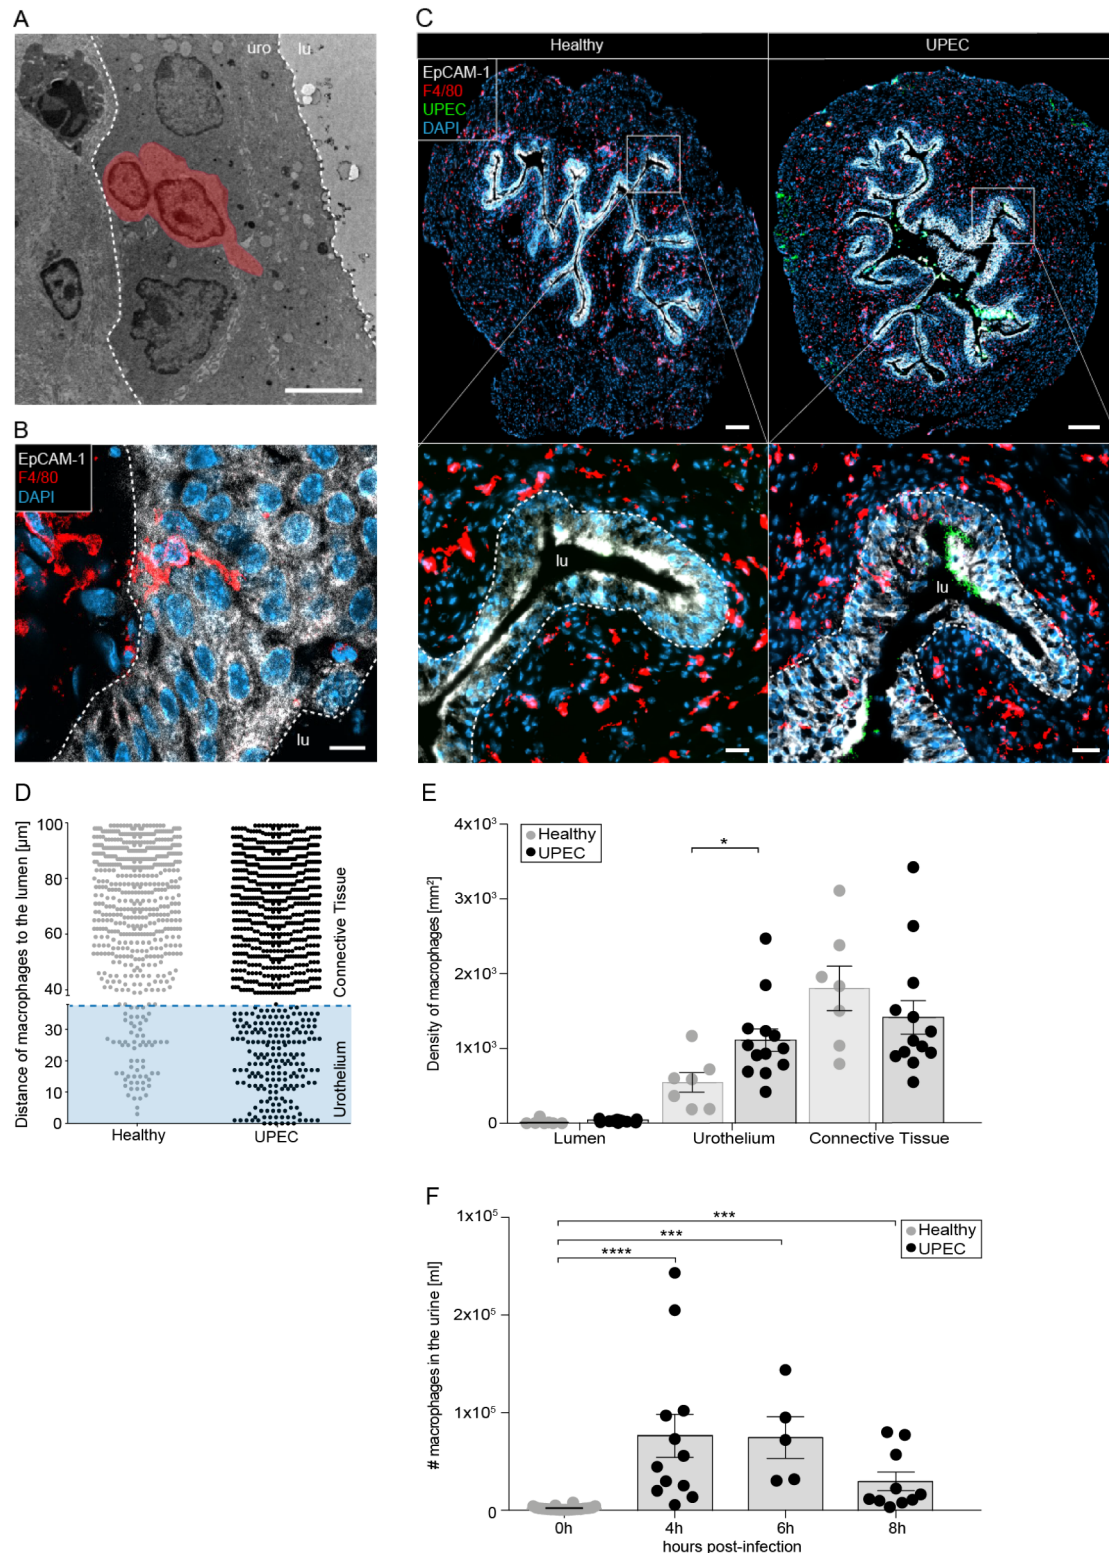 A
uro
lu
B
EpCAM-1
F4/80
DAPI
lu
C
Healthy
UPEC
EpCAM-1
F4/80
UPEC
DAPI
lu
lu
D
Distance of macrophages to the lumen [µm]
100
80
60
40
30
20
10
0
Connective Tissue
Urothelium
Healthy
UPEC
E
Density of macrophages [mm²]
4x10³
3x10³
2x10³
1x10³
0
Healthy
UPEC
*
Lumen
Urothelium
Connective Tissue
F
# macrophages in the urine [ml]
1x10⁵
2x10⁵
1x10⁵
0
Healthy
UPEC
***
***
****
0h
4h
6h
8h
hours post-infection